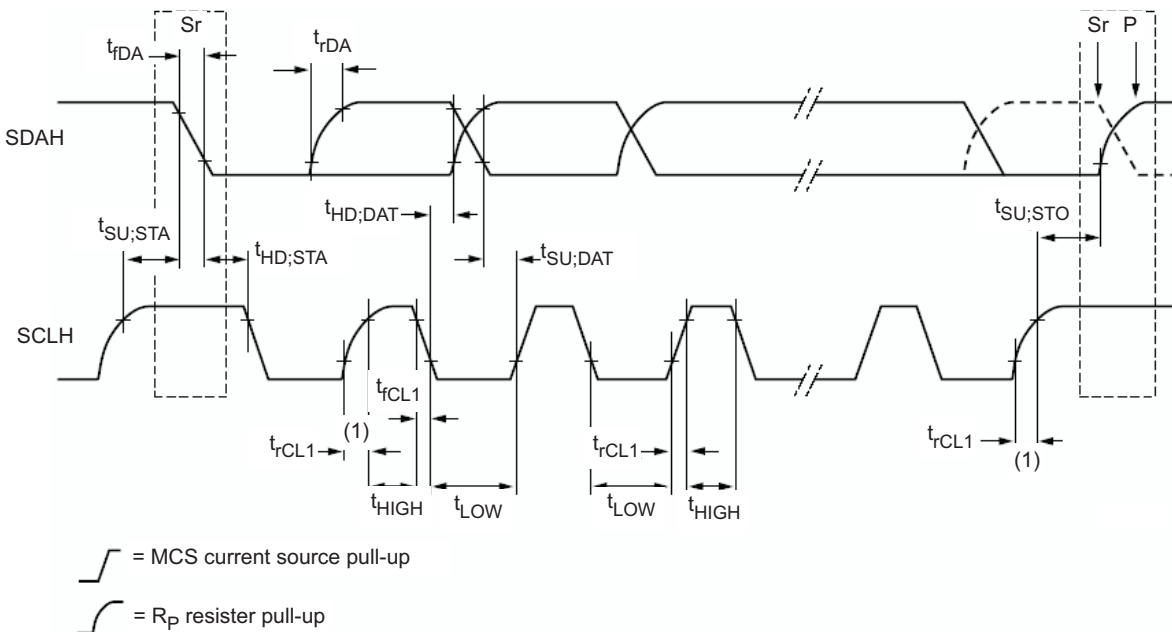 Sr
Sr P
tfDA
trDA
SDAH
tHD;DAT
tSU;STO
tSU;STA
tHD;STA
tSU;DAT
SCLH
tfCL1
trCL1 (1)
trCL1
trCL1 (1)
tHIGH
tLOW
tLOW
tHIGH
= MCS current source pull-up
= RP resister pull-up